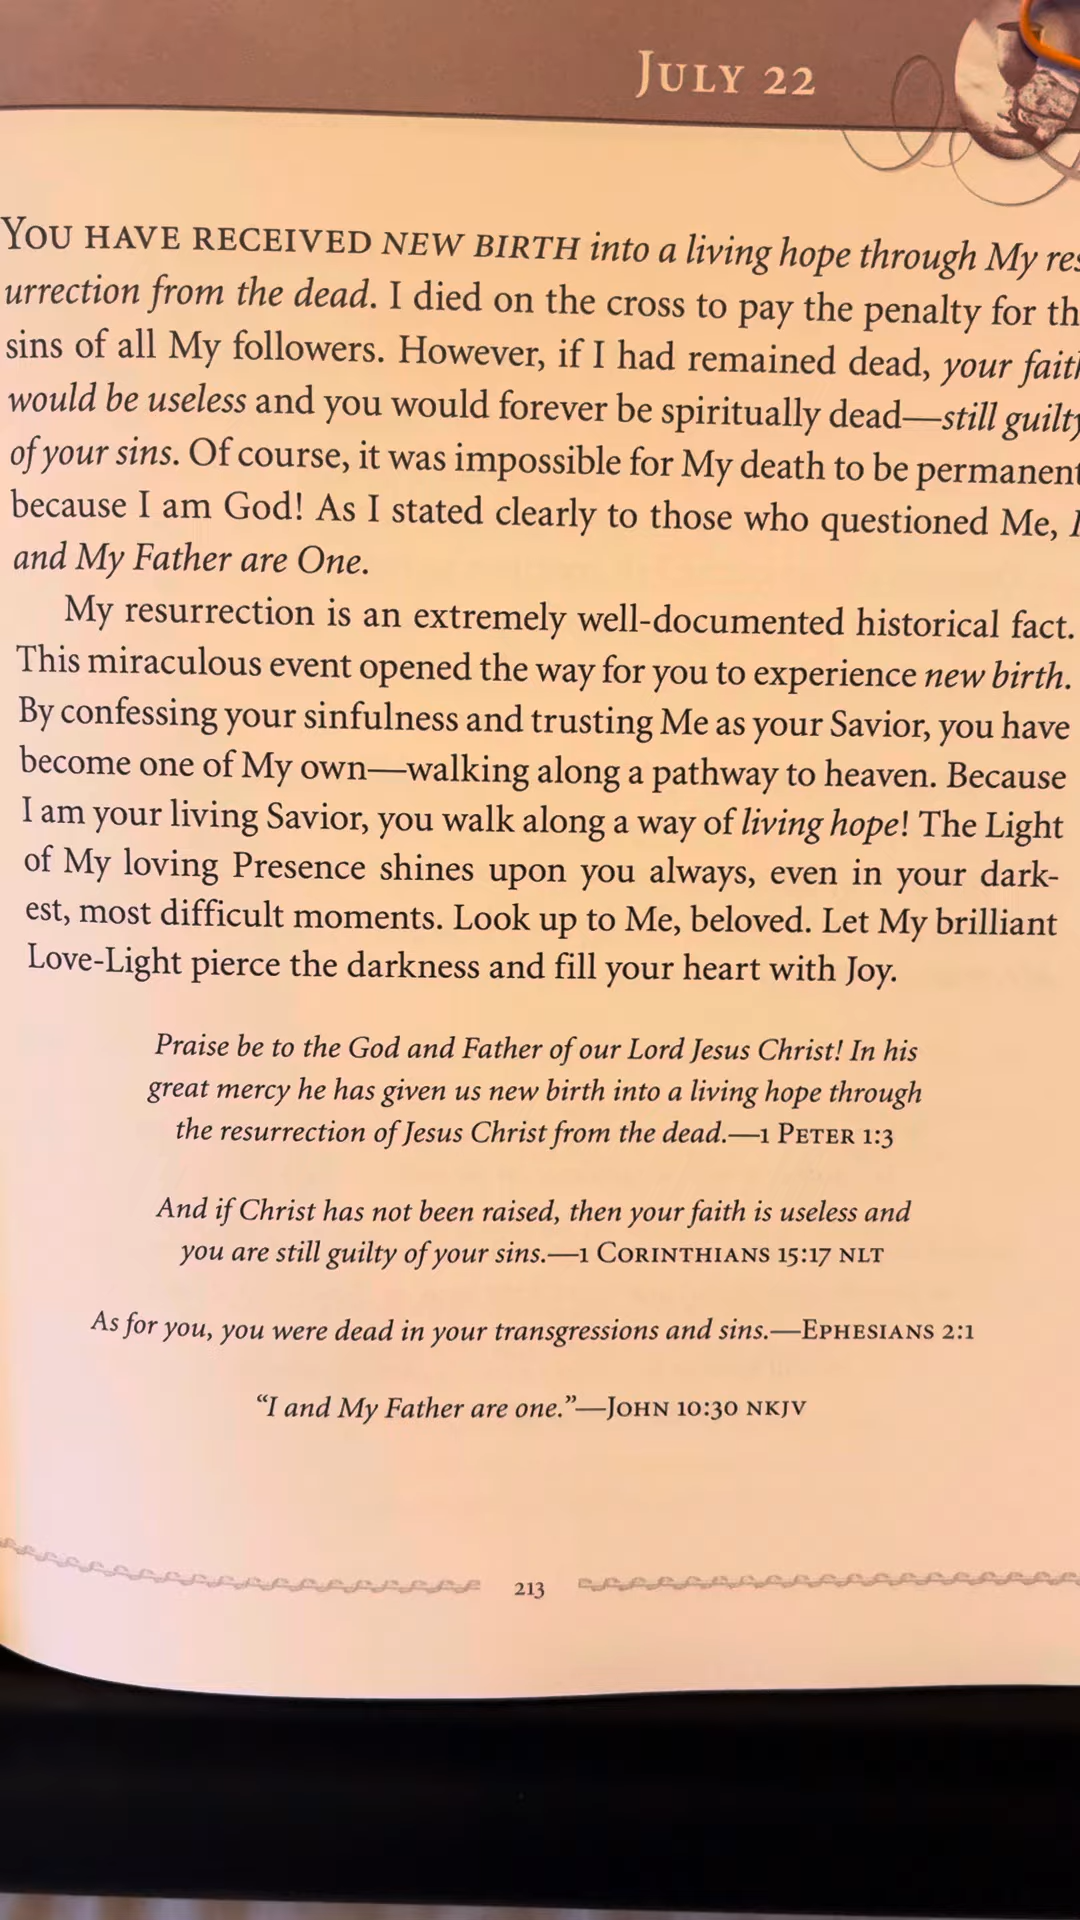 JULY 22
YOU HAVE RECEIVED NEW BIRTH into a living hope through My res
urrection from the dead. I died on the cross to pay the penalty for th
sins of all My followers. However, if I had remained dead, your faith
would be useless and you would forever be spiritually dead—still guilty
of your sins. Of course, it was impossible for My death to be permanent
because I am God! As I stated clearly to those who questioned Me, I
and My Father are One.
My resurrection is an extremely well-documented historical fact.
This miraculous event opened the way for you to experience new birth.
By confessing your sinfulness and trusting Me as your Savior, you have
become one of My own—walking along a pathway to heaven. Because
I am your living Savior, you walk along a way of living hope! The Light
of My loving Presence shines upon you always, even in your dark-
est, most difficult moments. Look up to Me, beloved. Let My brilliant
Love-Light pierce the darkness and fill your heart with Joy.
Praise be to the God and Father of our Lord Jesus Christ! In his
great mercy he has given us new birth into a living hope through
the resurrection of Jesus Christ from the dead.—1 PETER 1:3
And if Christ has not been raised, then your faith is useless and
you are still guilty of your sins.—1 CORINTHIANS 15:17 NLT
As for you, you were dead in your transgressions and sins.—EPHESIANS 2:1
“I and My Father are one.”—JOHN 10:30 NKJV
213